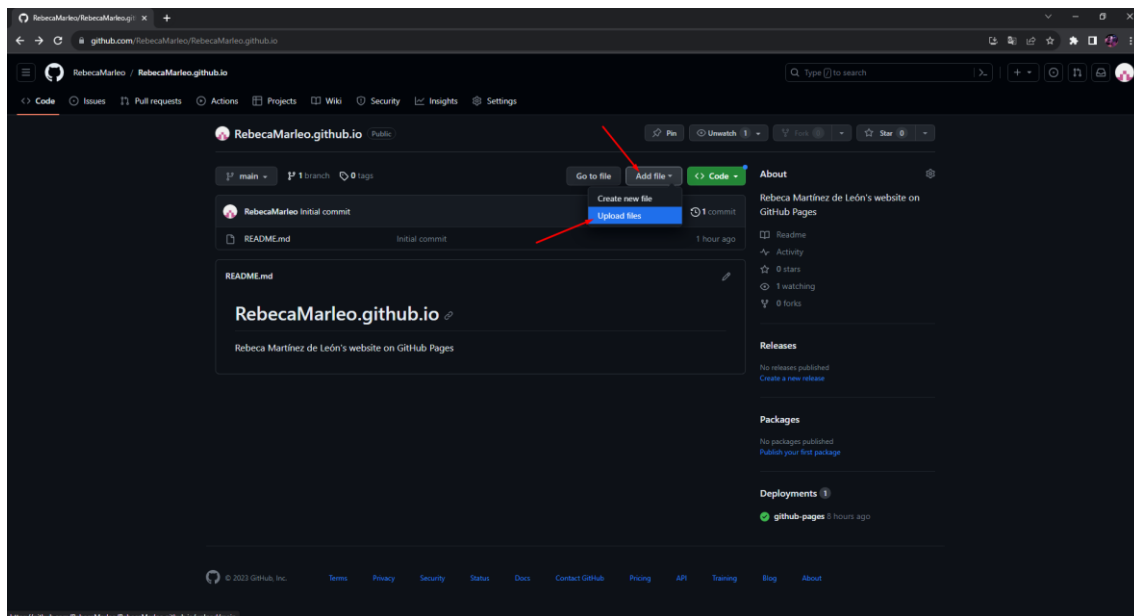 RebecaMarleo/RebecaMarleo.git
github.com/RebecaMarleo/RebecaMarleo.github.io
RebecaMarleo / RebecaMarleo.github.io
Type / to search
Code Issues Pull requests Actions Projects Wiki Security Insights Settings
RebecaMarleo.github.io Public
Pin Unwatch 1 Fork 0 Star 0
main 1 branch 0 tags
Go to file Add file Code
Create new file
Upload files
RebecaMarleo Initial commit
1 commit
README.md Initial commit 1 hour ago
README.md
RebecaMarleo.github.io
Rebeca Martínez de León's website on GitHub Pages
About
Rebeca Martínez de León's website on
GitHub Pages
Readme
Activity
0 stars
1 watching
0 forks
Releases
No releases published
Create a new release
Packages
No packages published
Publish your first package
Deployments 1
github-pages 8 hours ago
© 2023 GitHub, Inc. Terms Privacy Security Status Docs Contact GitHub Pricing API Training Blog About